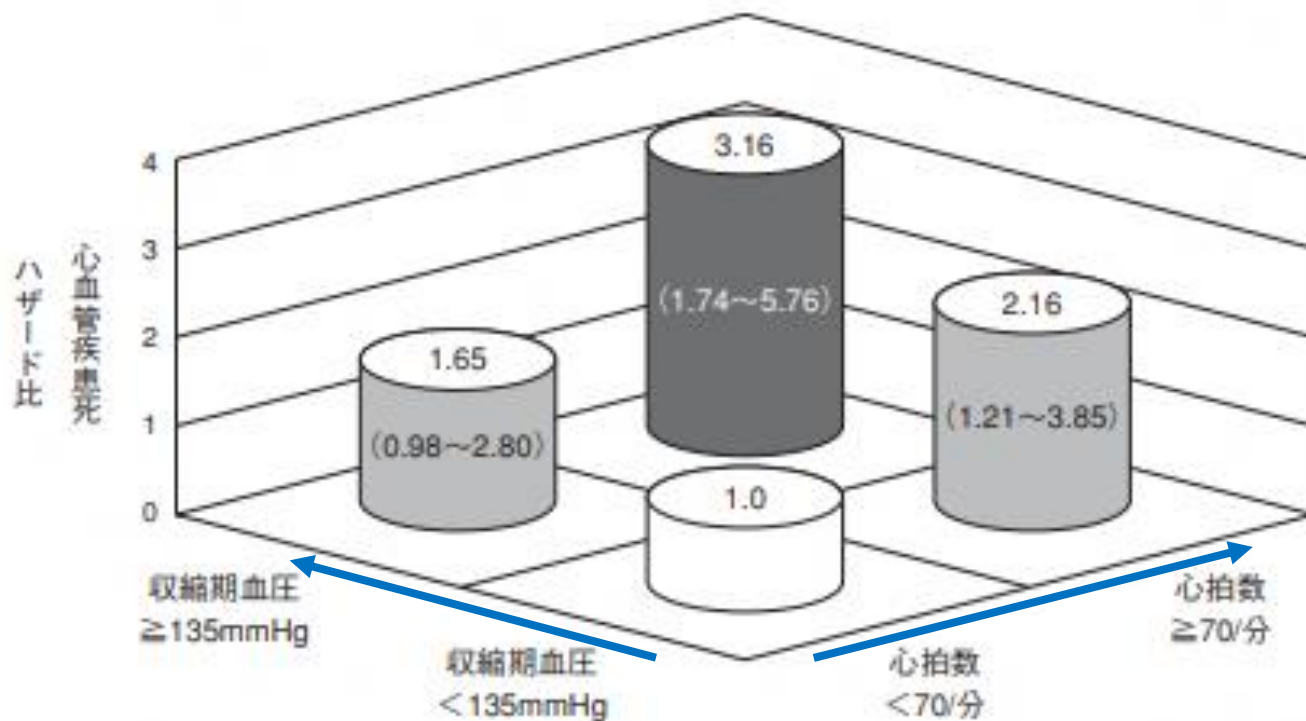 心血管疾患死
ハザード比
4
3
2
1
0
3.16
(1.74～5.76)
2.16
(1.21～3.85)
1.65
(0.98～2.80)
1.0
収縮期血圧
≧135mmHg
収縮期血圧
＜135mmHg
心拍数
＜70/分
心拍数
≧70/分